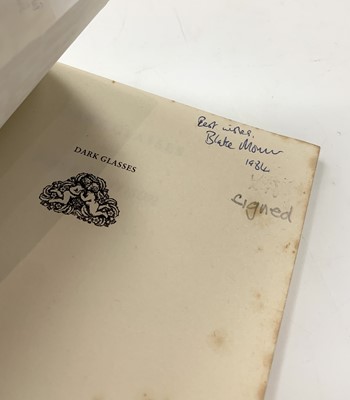 Best wishes,
Blake Morrison
1984
DARK GLASSES
signed